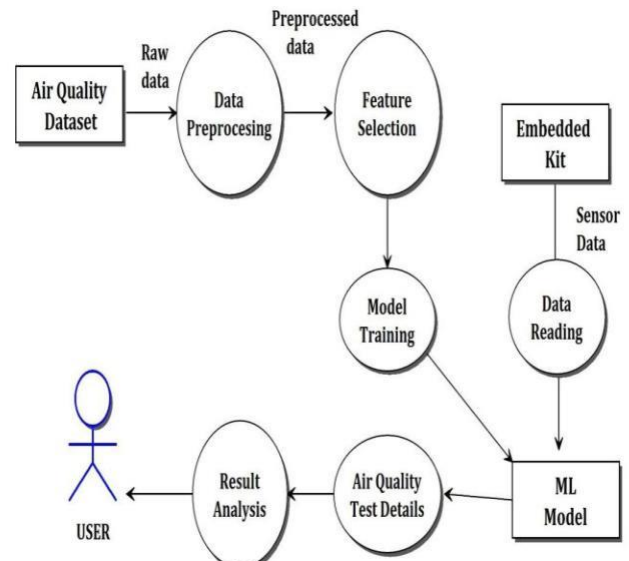 Air Quality
Dataset
Raw
data
Data
Preprocesing
Preprocessed
data
Feature
Selection
Embedded
Kit
Sensor
Data
Data
Reading
Model
Training
ML
Model
Air Quality
Test Details
Result
Analysis
USER